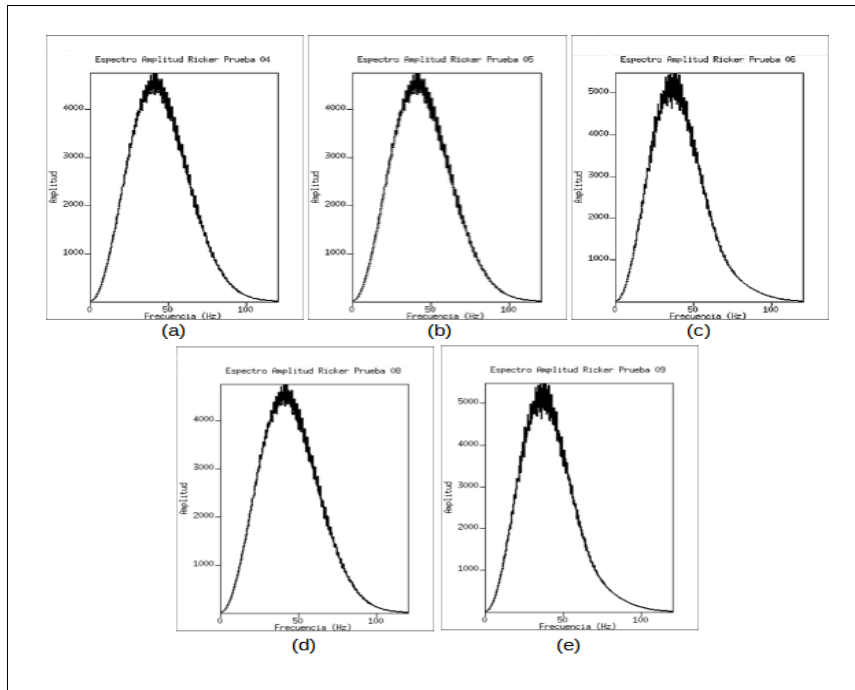 Espectro Amplitud Ricker Prueba 04
4000
3000
2000
1000
Amplitud
0
50
100
Frecuencia (Hz)
(a)
Espectro Amplitud Ricker Prueba 05
4000
3000
2000
1000
Amplitud
0
50
100
Frecuencia (Hz)
(b)
Espectro Amplitud Ricker Prueba 06
5000
4000
3000
2000
1000
Amplitud
0
50
100
Frecuencia (Hz)
(c)
Espectro Amplitud Ricker Prueba 08
4000
3000
2000
1000
Amplitud
0
50
100
Frecuencia (Hz)
(d)
Espectro Amplitud Ricker Prueba 09
5000
4000
3000
2000
1000
Amplitud
0
50
100
Frecuencia (Hz)
(e)